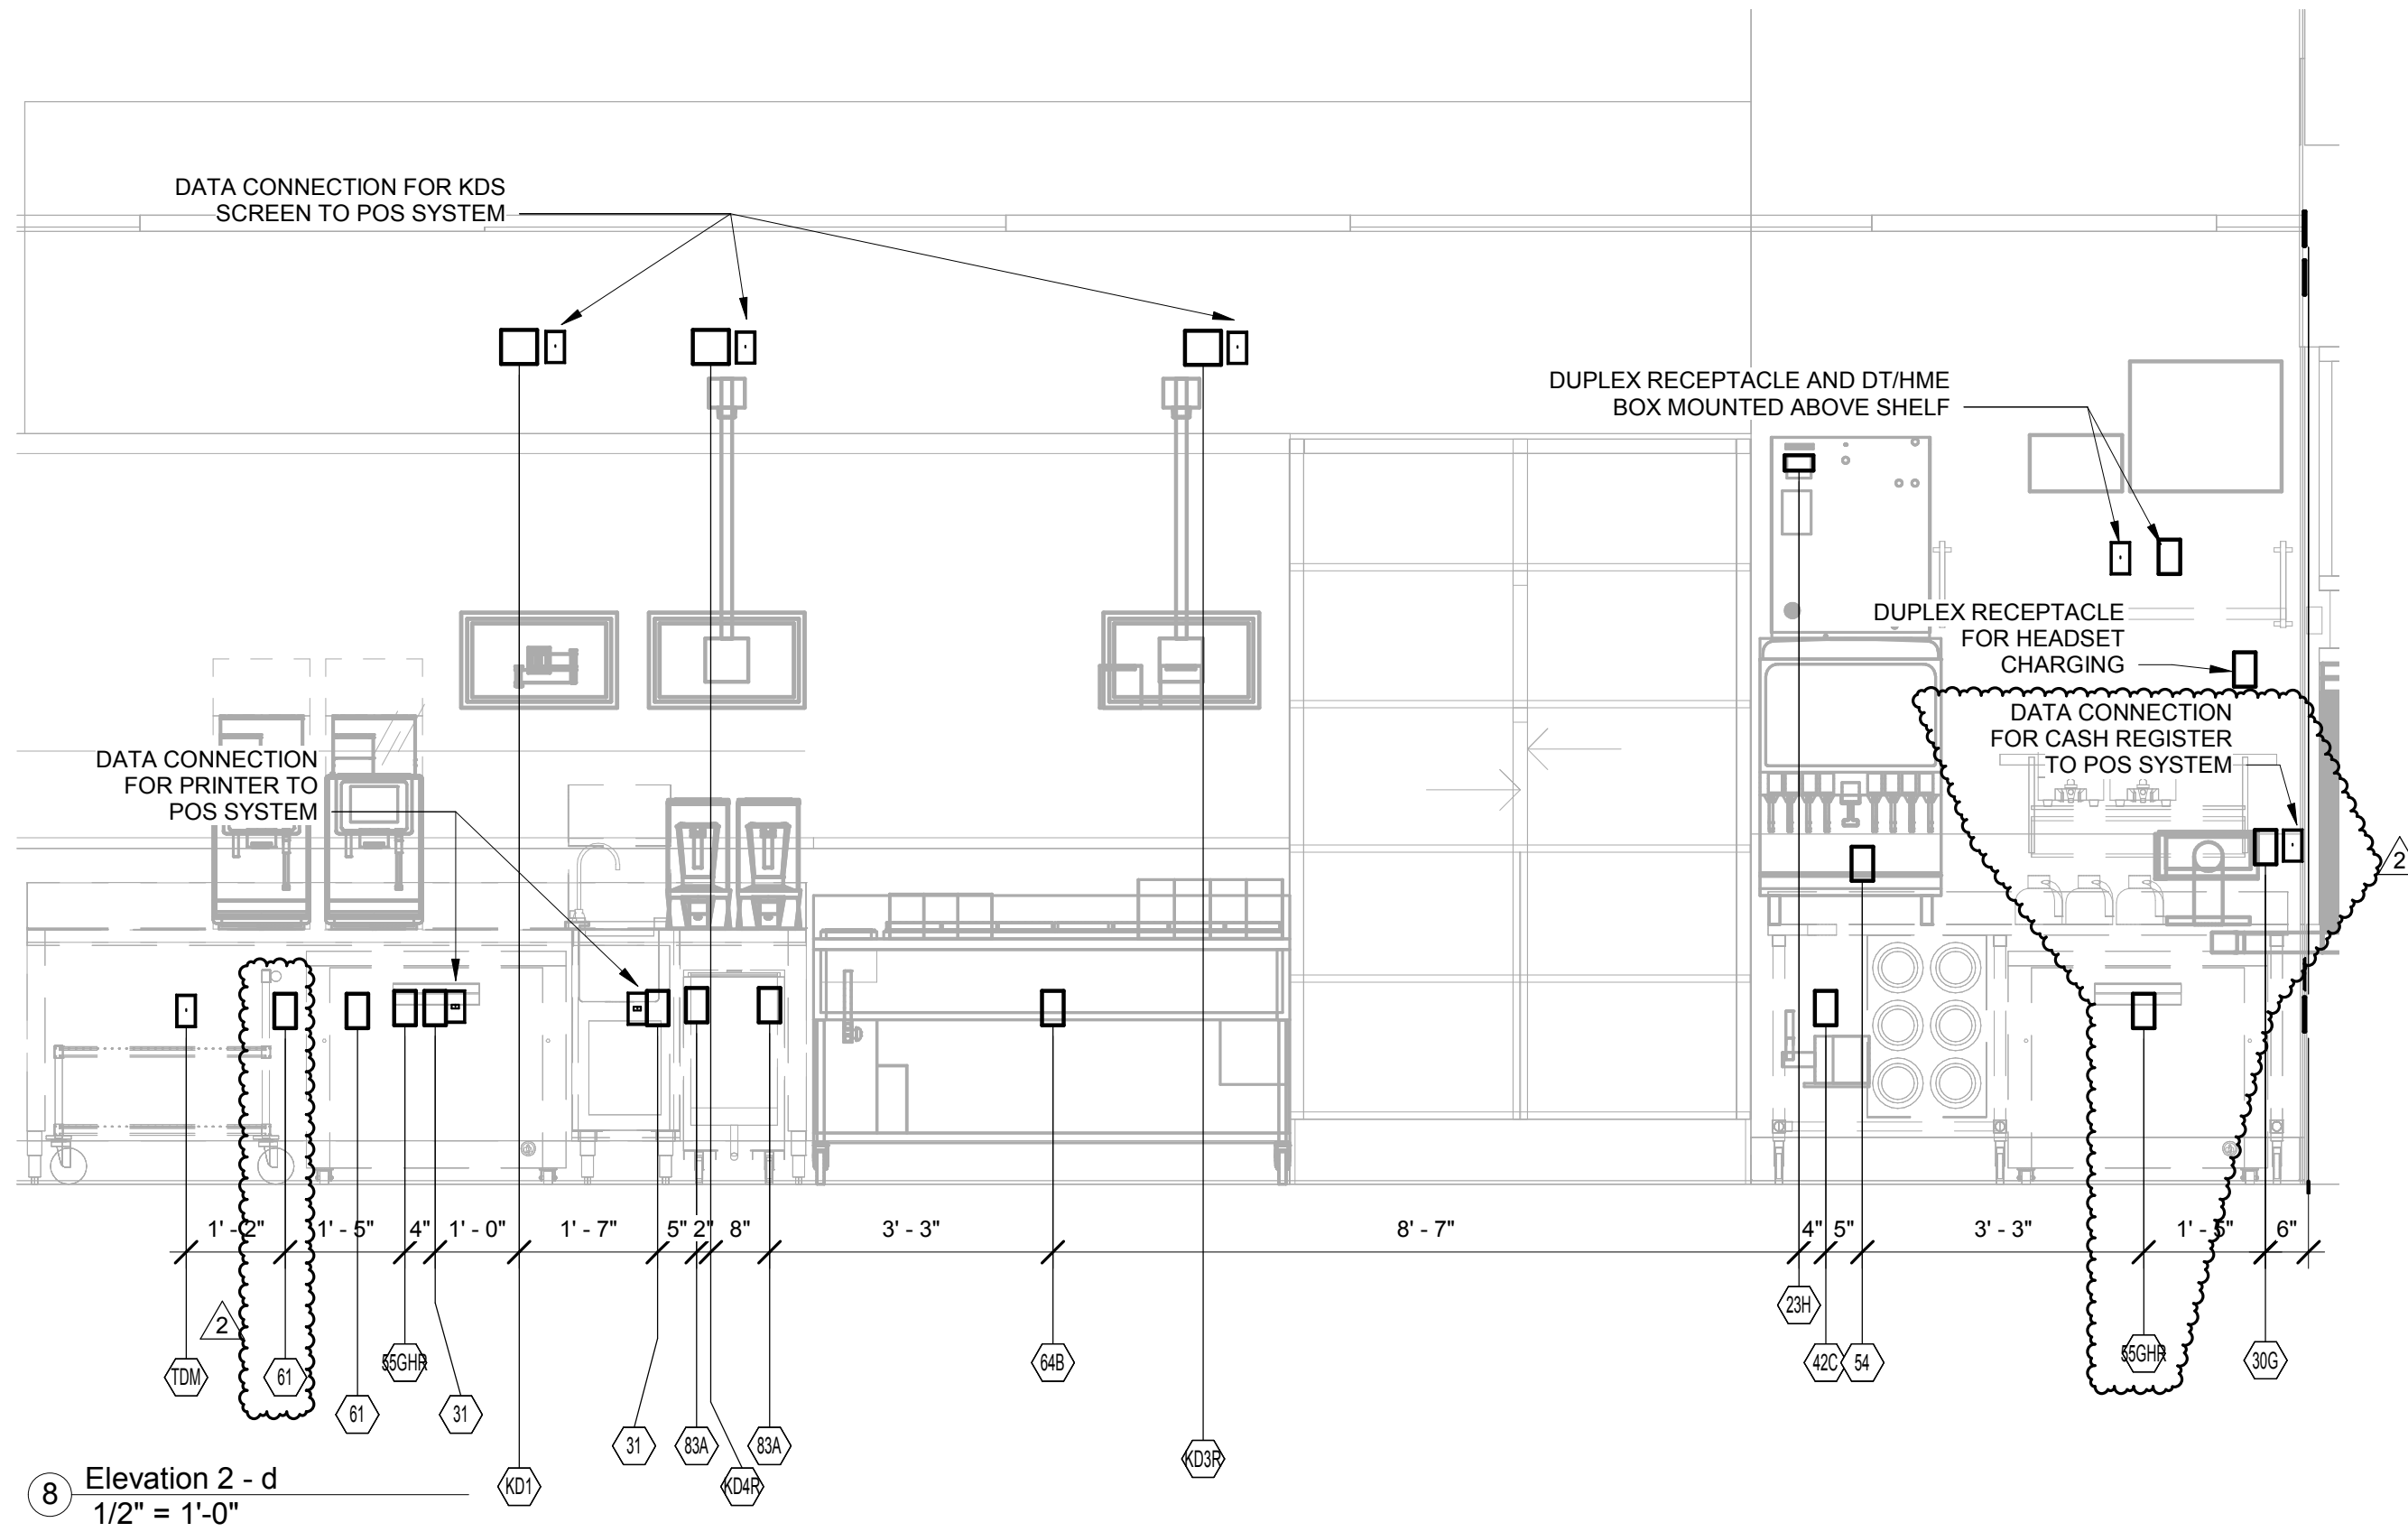 DATA CONNECTION FOR KDS
SCREEN TO POS SYSTEM
DUPLEX RECEPTACLE AND DT/HME
BOX MOUNTED ABOVE SHELF
DUPLEX RECEPTACLE
FOR HEADSET
CHARGING
DATA CONNECTION
FOR CASH REGISTER
TO POS SYSTEM
DATA CONNECTION
FOR PRINTER TO
POS SYSTEM
2
1' - 2" 1' - 5" 4" 1' - 0" 1' - 7" 5" 2" 8" 3' - 3" 8' - 7" 4" 5" 3' - 3" 1' - 5" 6"
2
23H
TDM 61 55GHR 64B 42C 54 55GHR 30G
61 31
31 83A 83A
KD3R
KD1 KD4R
8 Elevation 2 - d
1/2" = 1'-0"